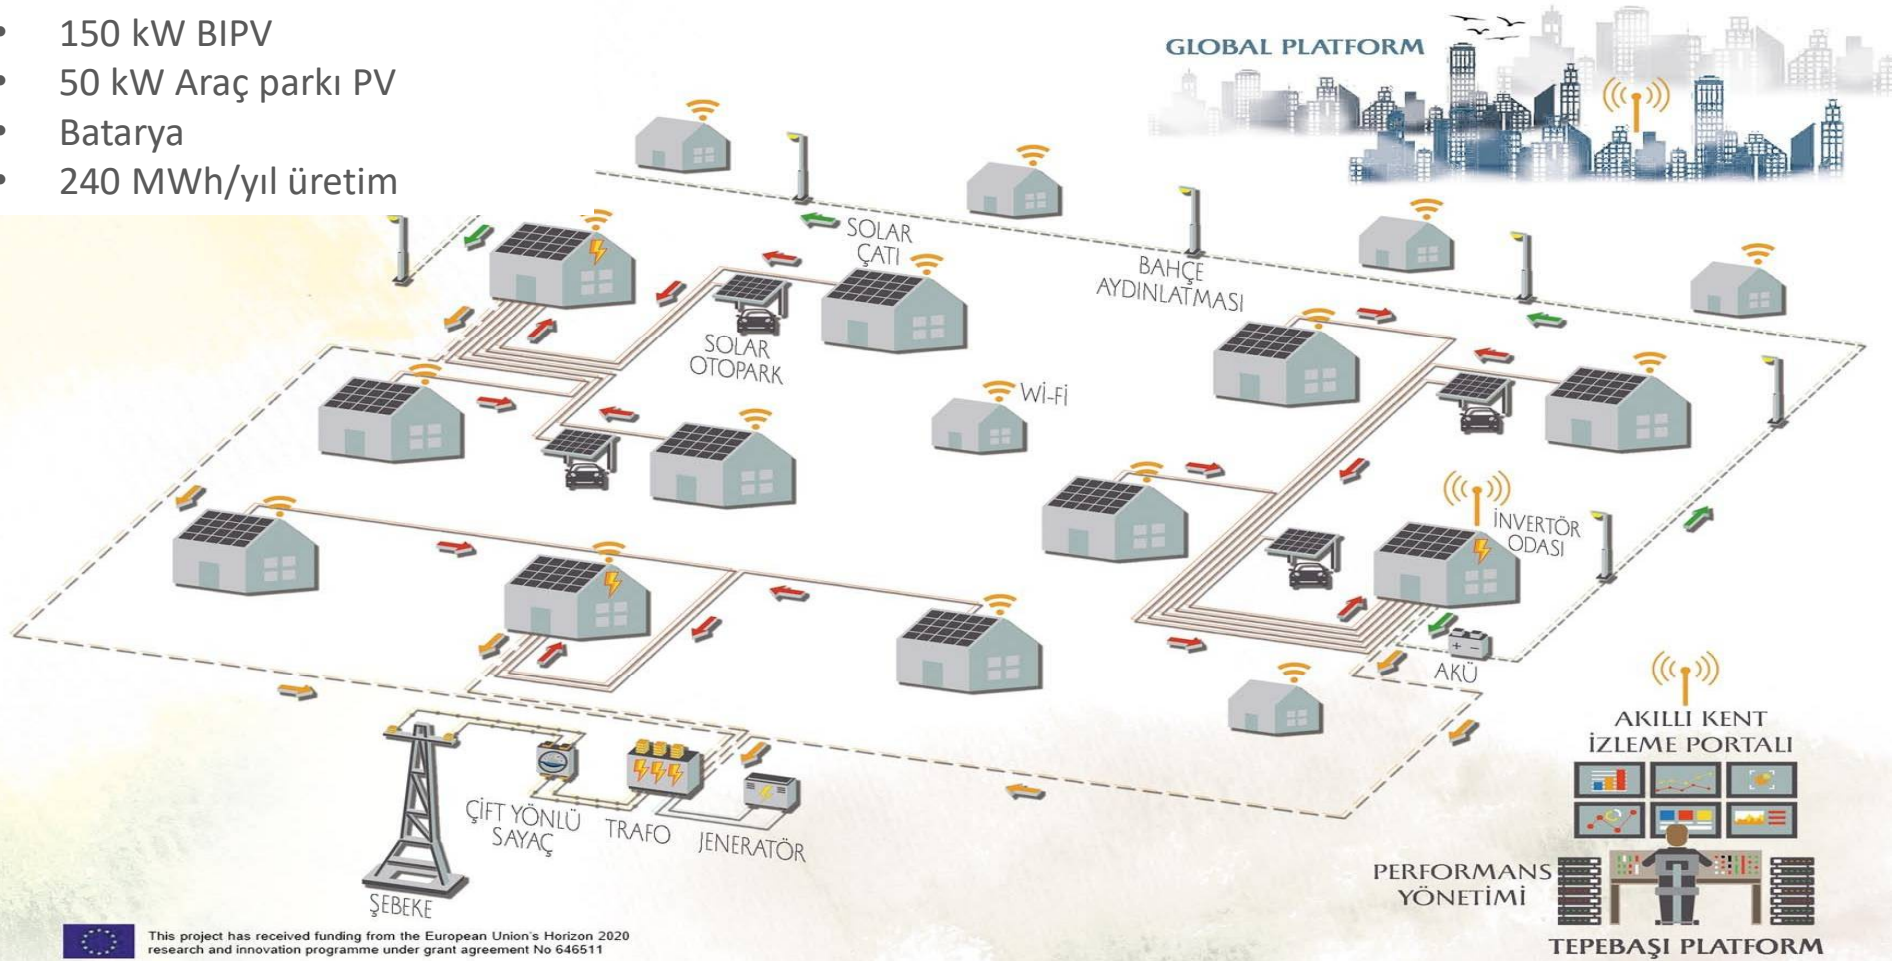 • 150 kW BIPV
• 50 kW Araç parkı PV
• Batarya
• 240 MWh/yıl üretim
GLOBAL PLATFORM
SOLAR
ÇATI
BAHÇE
AYDINLATMASI
SOLAR
OTOPARK
Wİ-Fİ
İNVERTÖR
ODASI
AKÜ
+ -
AKILLI KENT
İZLEME PORTALI
ÇİFT YÖNLÜ
SAYAÇ
TRAFO
JENERATÖR
ŞEBEKE
PERFORMANS
YÖNETİMİ
TEPEBAŞI PLATFORM
This project has received funding from the European Union's Horizon 2020
research and innovation programme under grant agreement No 646511